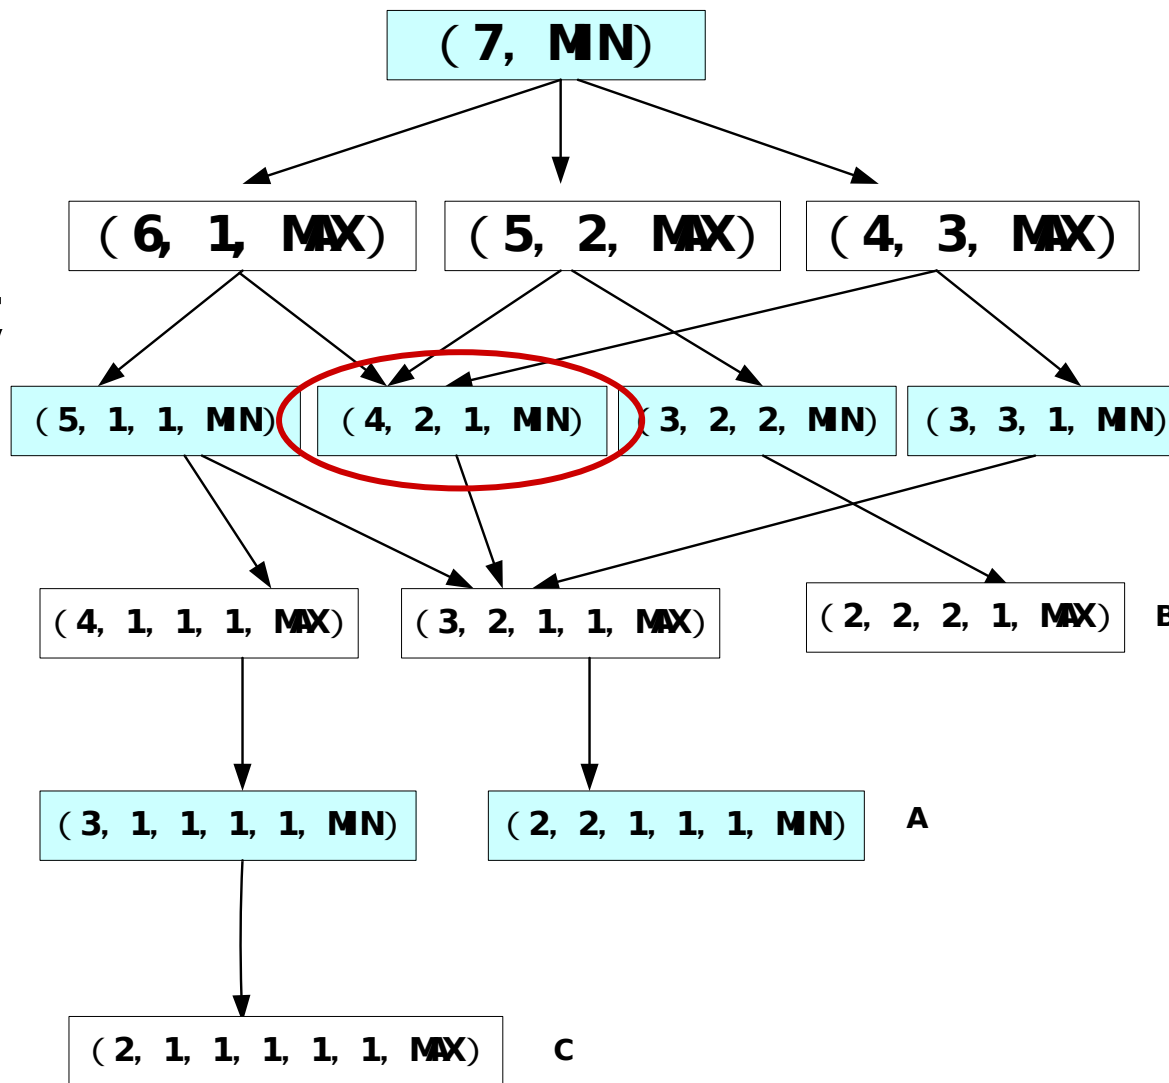 (7, MIN)
(6, 1, MAX) (5, 2, MAX) (4, 3, MAX)
(5, 1, 1, MIN) (4, 2, 1, MIN) (3, 2, 2, MIN) (3, 3, 1, MIN)
(4, 1, 1, 1, MAX) (3, 2, 1, 1, MAX) (2, 2, 2, 1, MAX) B
(3, 1, 1, 1, 1, MIN) (2, 2, 1, 1, 1, MIN) A
(2, 1, 1, 1, 1, 1, MAX) C